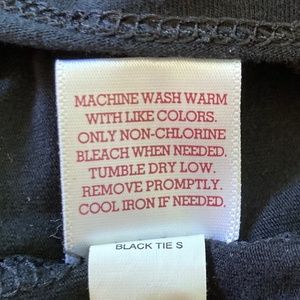 MACHINE WASH WARM
WITH LIKE COLORS.
ONLY NON-CHLORINE
BLEACH WHEN NEEDED.
TUMBLE DRY LOW.
REMOVE PROMPTLY.
COOL IRON IF NEEDED.
BLACK TIE S